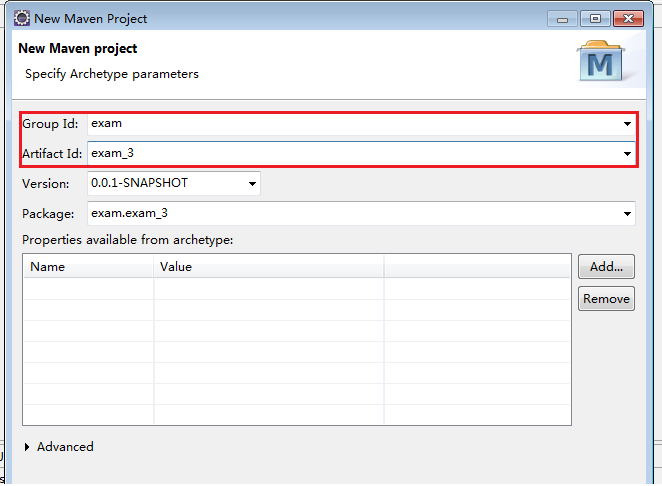 New Maven Project
New Maven project
Specify Archetype parameters
M
Group Id: exam
Artifact Id: exam_3
Version: 0.0.1-SNAPSHOT
Package: exam.exam_3
Properties available from archetype:
Name Value
Add...
Remove
Advanced